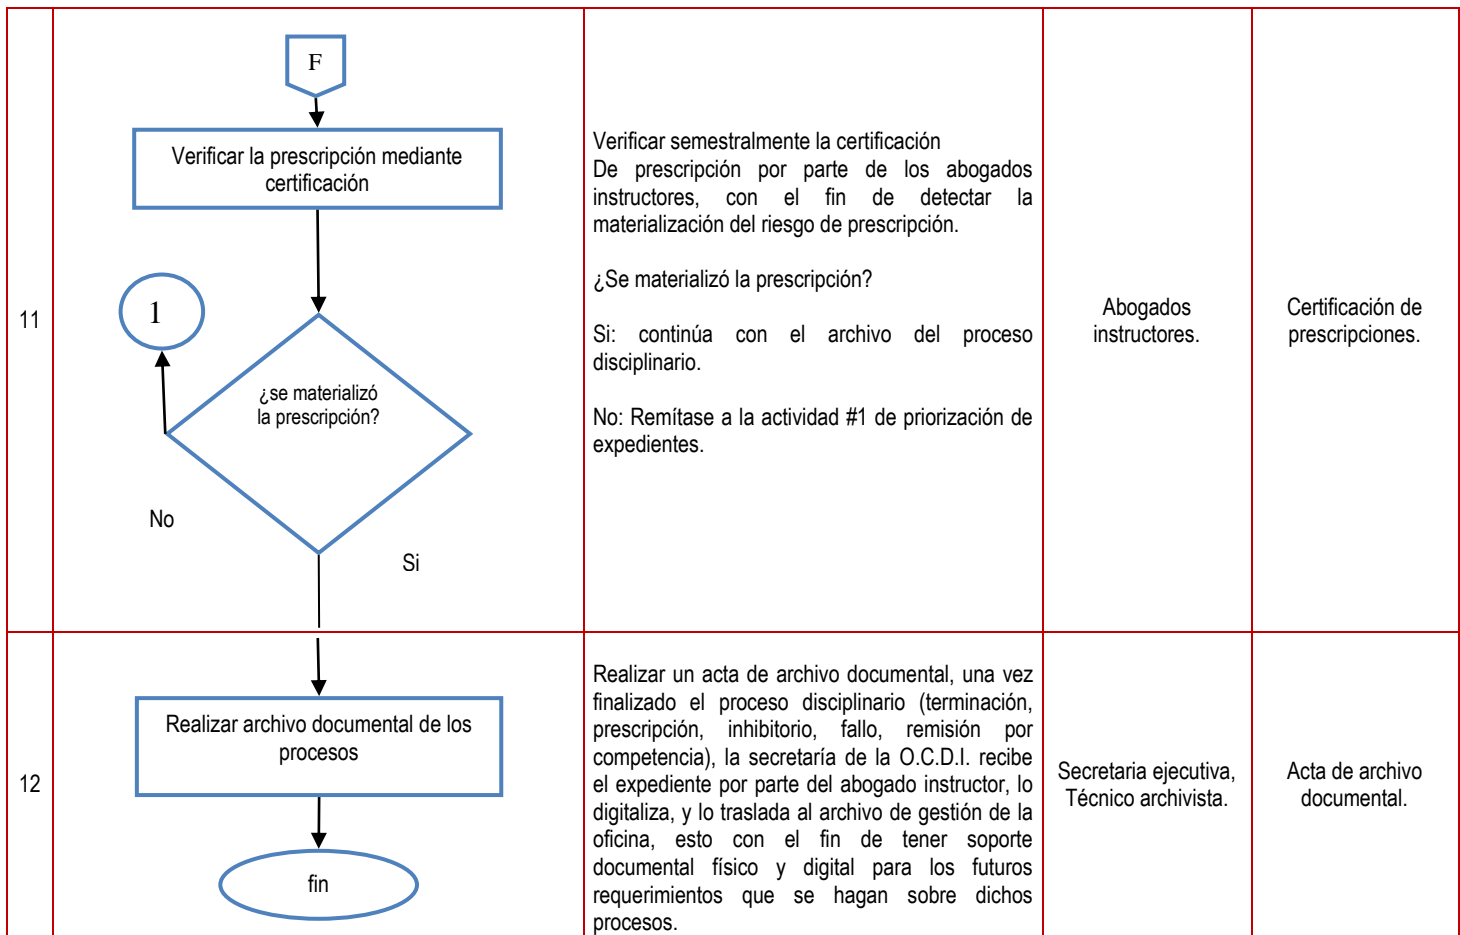 11
F
Verificar la prescripción mediante
certificación
1
¿se materializó
la prescripción?
No
Si
Verificar semestralmente la certificación
De prescripción por parte de los abogados
instructores, con el fin de detectar la
materialización del riesgo de prescripción.
¿Se materializó la prescripción?
Si: continúa con el archivo del proceso
disciplinario.
No: Remítase a la actividad #1 de priorización de
expedientes.
Abogados
instructores.
Certificación de
prescripciones.
12
Realizar archivo documental de los
procesos
fin
Realizar un acta de archivo documental, una vez
finalizado el proceso disciplinario (terminación,
prescripción, inhibitorio, fallo, remisión por
competencia), la secretaría de la O.C.D.I. recibe
el expediente por parte del abogado instructor, lo
digitaliza, y lo traslada al archivo de gestión de la
oficina, esto con el fin de tener soporte
documental físico y digital para los futuros
requerimientos que se hagan sobre dichos
procesos.
Secretaria ejecutiva,
Técnico archivista.
Acta de archivo
documental.